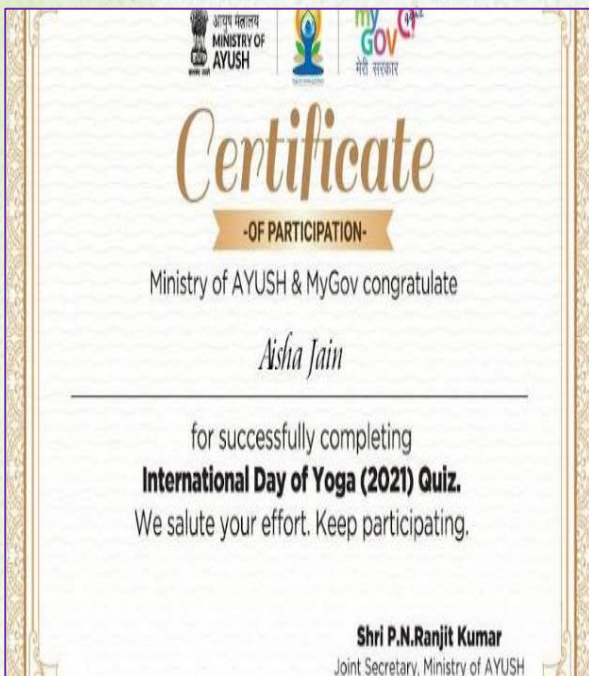 आयुष मंत्रालय
MINISTRY OF
AYUSH
my
GOV
मेरी सरकार
Certificate
-OF PARTICIPATION-
Ministry of AYUSH & MyGov congratulate
Aisha Jain
for successfully completing
International Day of Yoga (2021) Quiz.
We salute your effort. Keep participating.
Shri P.N.Ranjit Kumar
Joint Secretary, Ministry of AYUSH